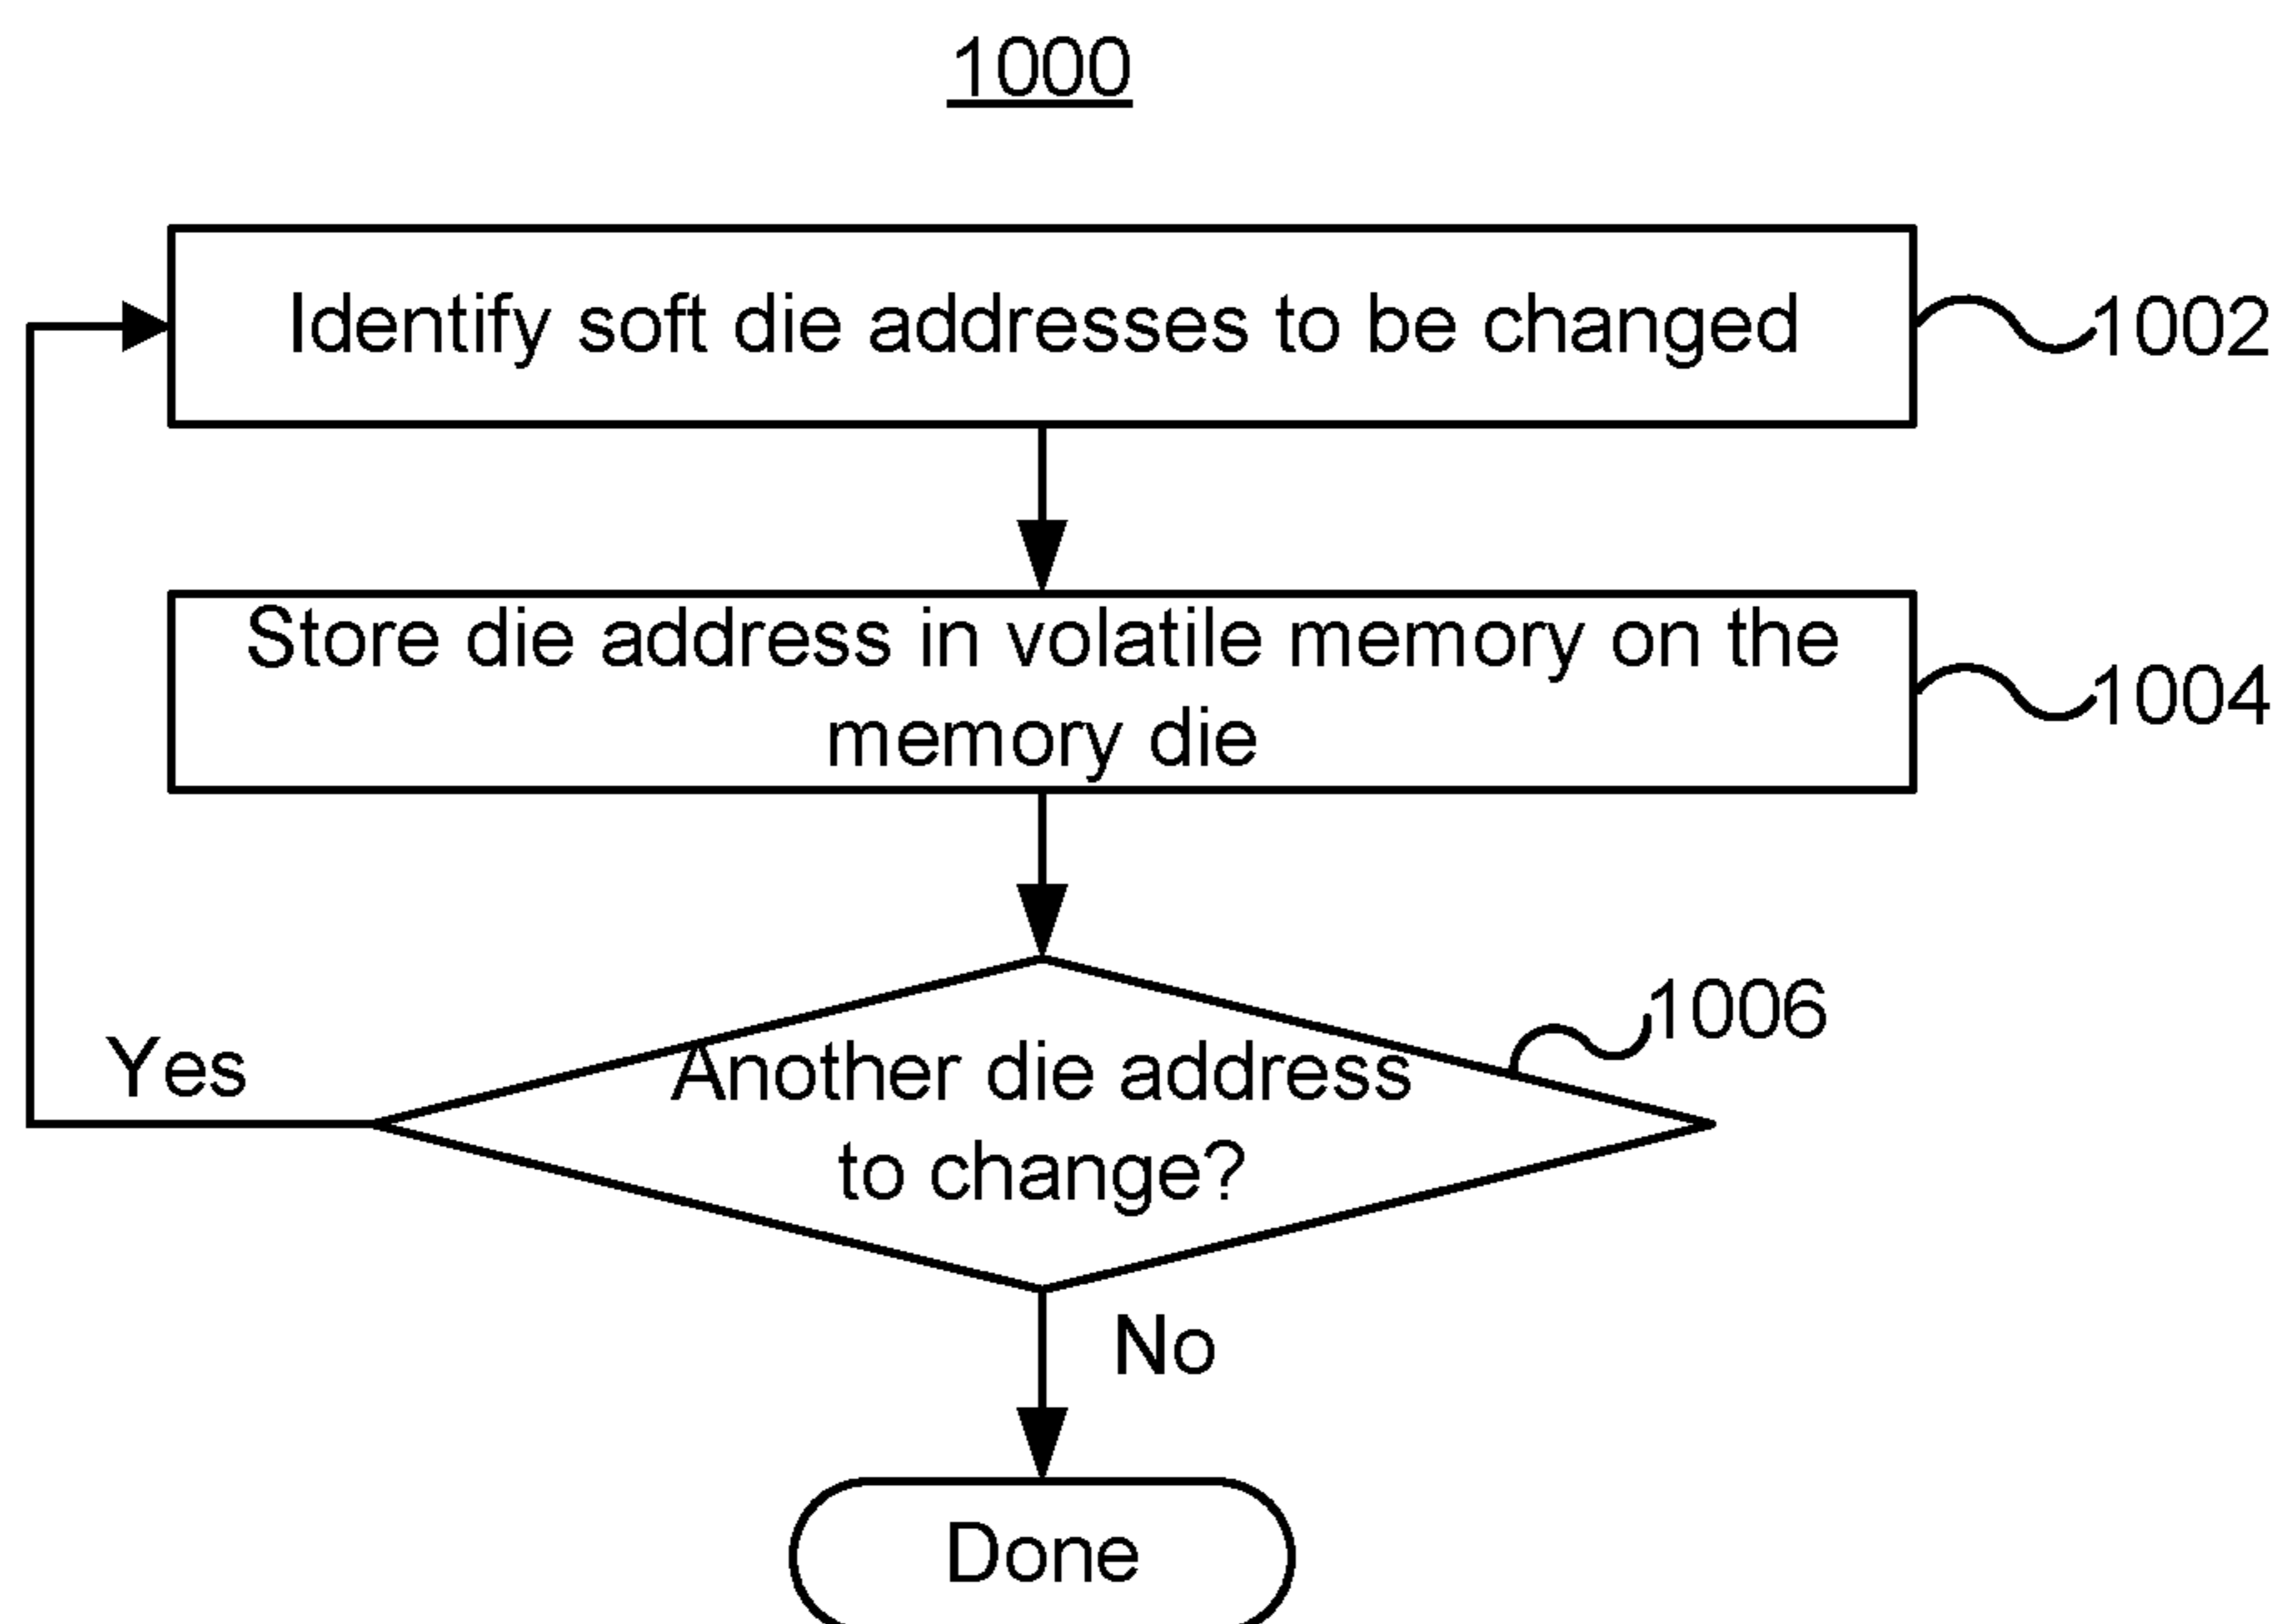 1000
Identify soft die addresses to be changed
1002
Store die address in volatile memory on the
memory die
1004
1006
Another die address
to change?
Yes
No
Done